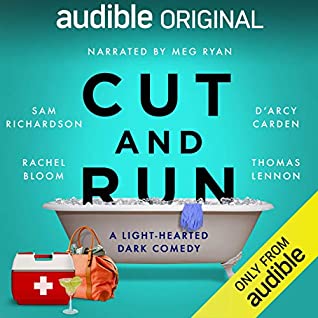 audible ORIGINAL
NARRATED BY MEG RYAN
CUT
SAM RICHARDSON
D'ARCY CARDEN
AND
RACHEL BLOOM
THOMAS LENNON
RUN
A LIGHT-HEARTED
DARK COMEDY
ONLY FROM
audible